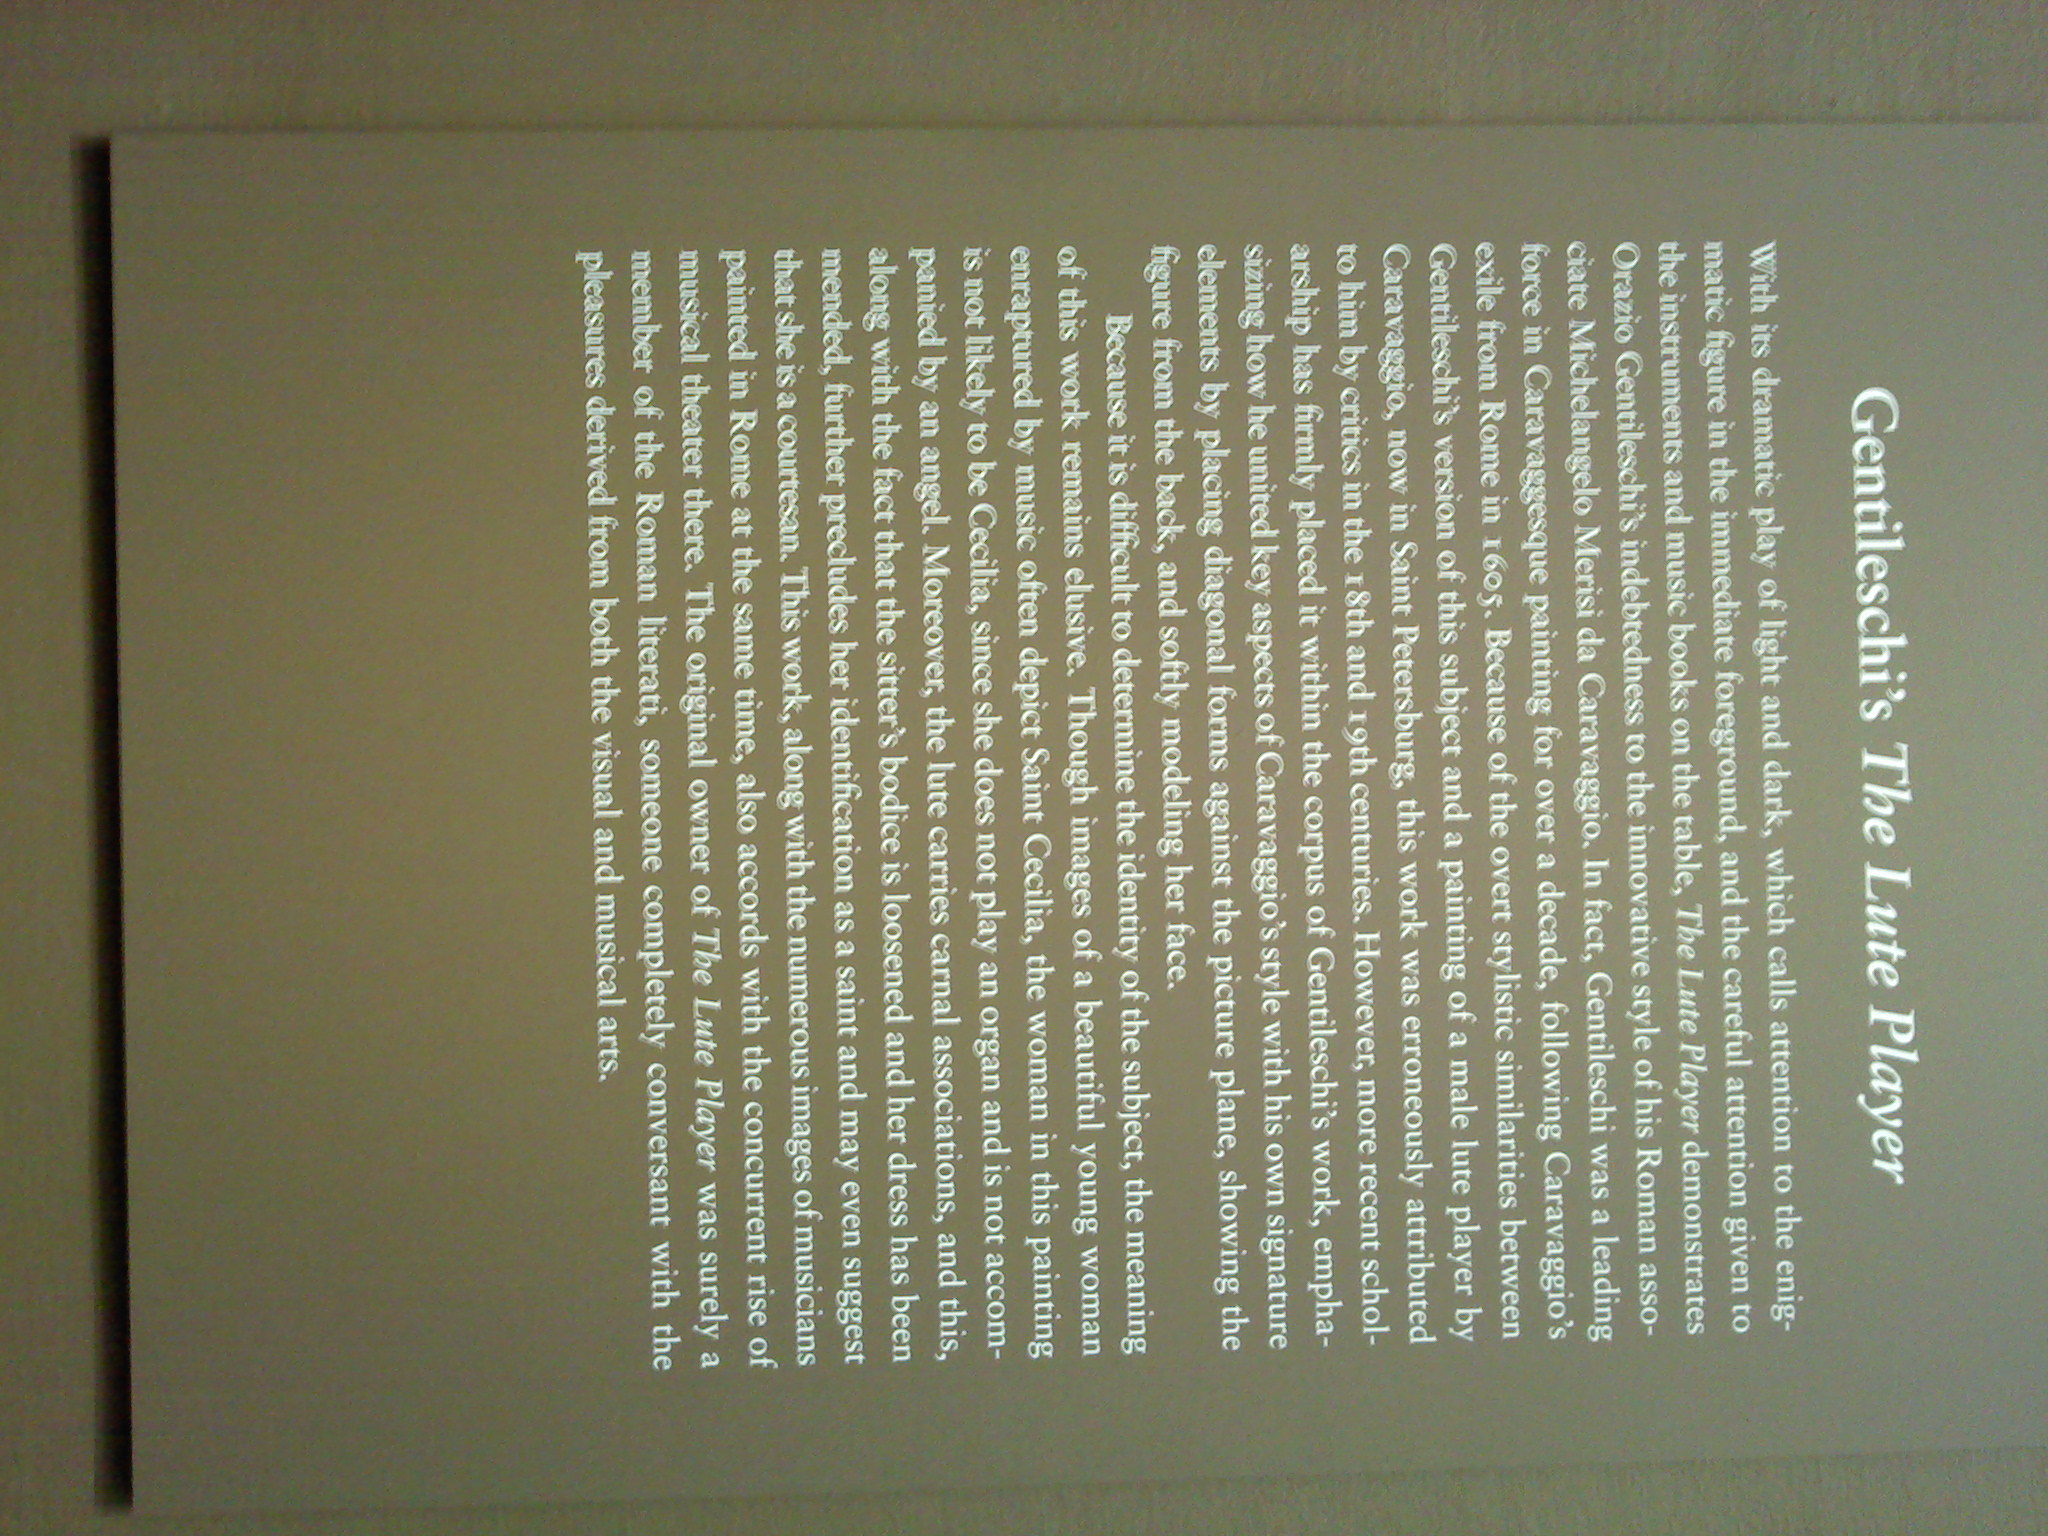 Gentileschi's The Lute Player
With its dramatic play of light and dark, which calls attention to the enig-
matic figure in the immediate foreground, and the careful attention given to
the instruments and music books on the table, The Lute Player demonstrates
Orazio Gentileschi's indebtedness to the innovative style of his Roman asso-
ciate Michelangelo Merisi da Caravaggio. In fact, Gentileschi was a leading
force in Caravaggesque painting for over a decade, following Caravaggio's
exile from Rome in 1605. Because of the overt stylistic similarities between
Gentileschi's version of this subject and a painting of a male lute player by
Caravaggio, now in Saint Petersburg, this work was erroneously attributed
to him by critics in the 18th and 19th centuries. However, more recent schol-
arship has firmly placed it within the corpus of Gentileschi's work, empha-
sizing how he united key aspects of Caravaggio's style with his own signature
elements by placing diagonal forms against the picture plane, showing the
figure from the back, and softly modeling her face.
Because it is difficult to determine the identity of the subject, the meaning
of this work remains elusive. Though images of a beautiful young woman
enraptured by music often depict Saint Cecilia, the woman in this painting
is not likely to be Cecilia, since she does not play an organ and is not accom-
panied by an angel. Moreover, the lute carries carnal associations, and this,
along with the fact that the sitter's bodice is loosened and her dress has been
mended, further precludes her identification as a saint and may even suggest
that she is a courtesan. This work, along with the numerous images of musicians
painted in Rome at the same time, also accords with the concurrent rise of
musical theater there. The original owner of The Lute Player was surely a
member of the Roman literati, someone completely conversant with the
pleasures derived from both the visual and musical arts.